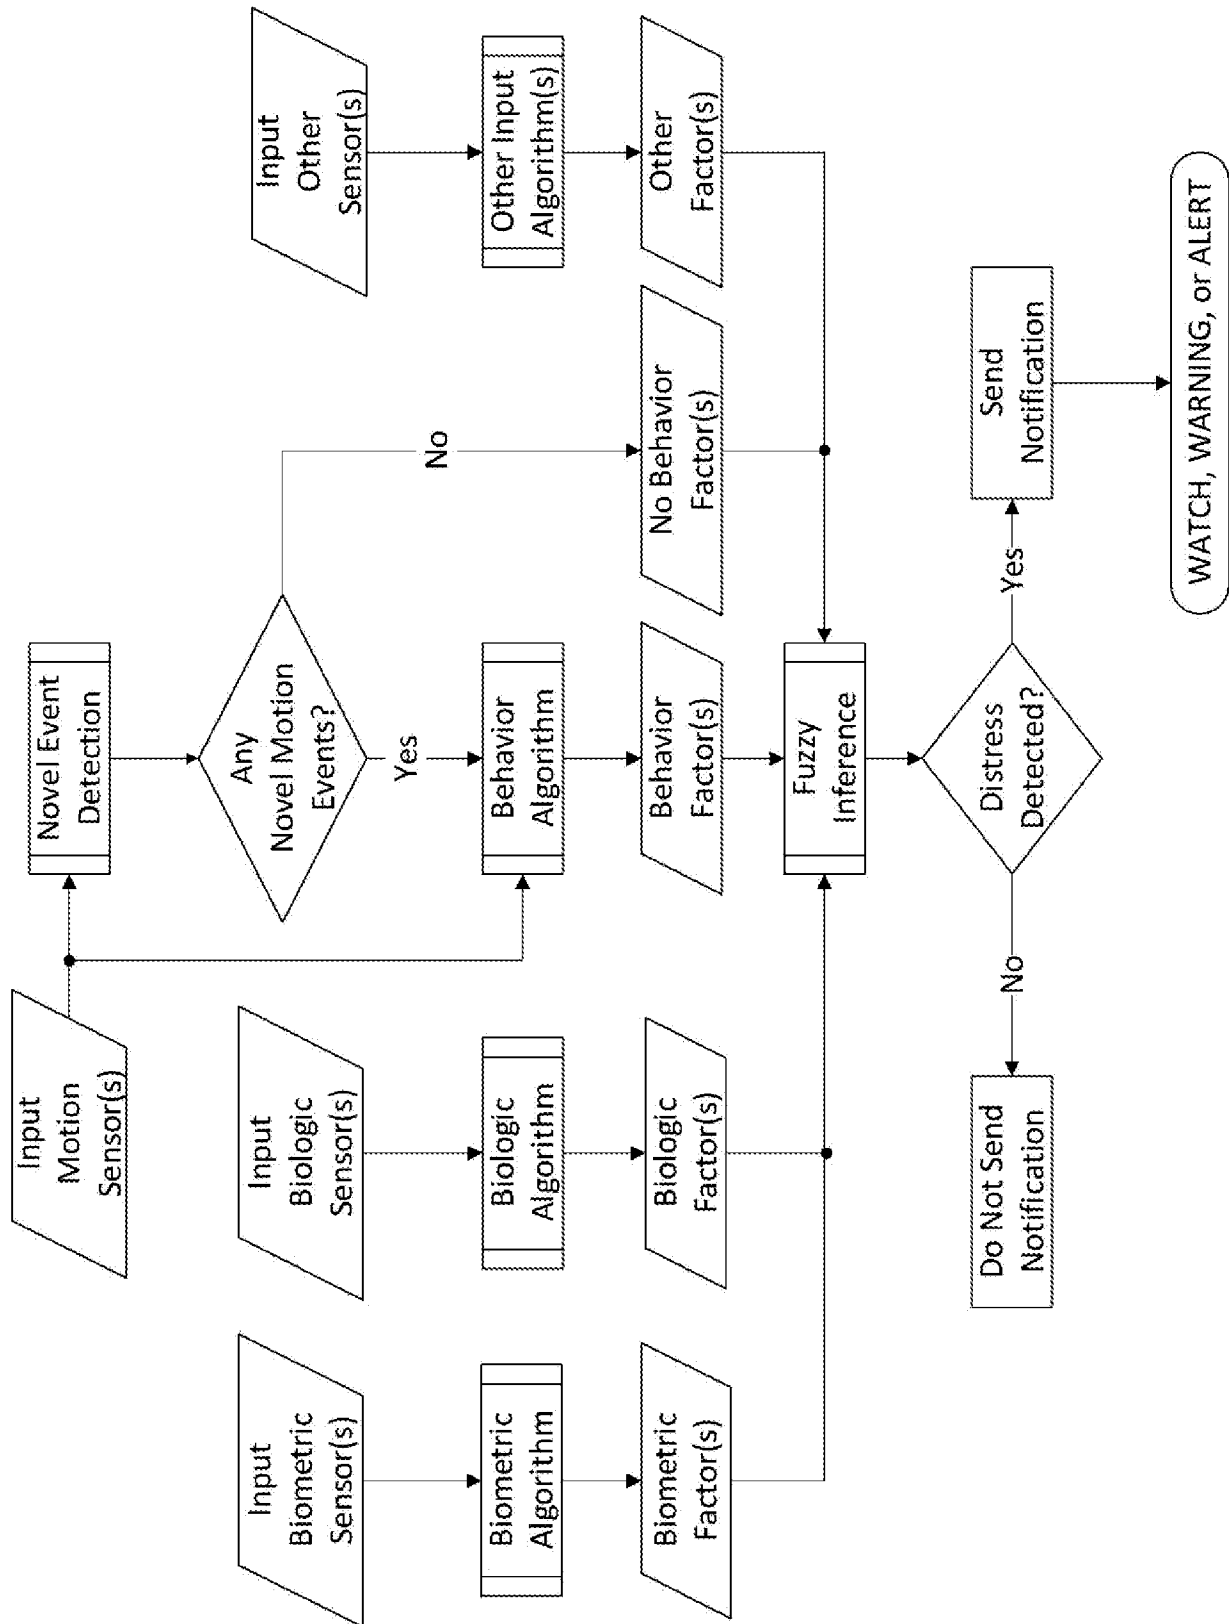 Input
Motion
Sensor(s)
Novel Event
Detection
Any
Novel Motion
Events?
Yes
No
Input
Biometric
Sensor(s)
Input
Biologic
Sensor(s)
Input
Other
Sensor(s)
Biometric
Algorithm
Biologic
Algorithm
Behavior
Algorithm
Other Input
Algorithm(s)
Biometric
Factor(s)
Biologic
Factor(s)
Behavior
Factor(s)
No Behavior
Factor(s)
Other
Factor(s)
Fuzzy
Inference
Distress
Detected?
No
Yes
Do Not Send
Notification
Send
Notification
WATCH, WARNING, or ALERT